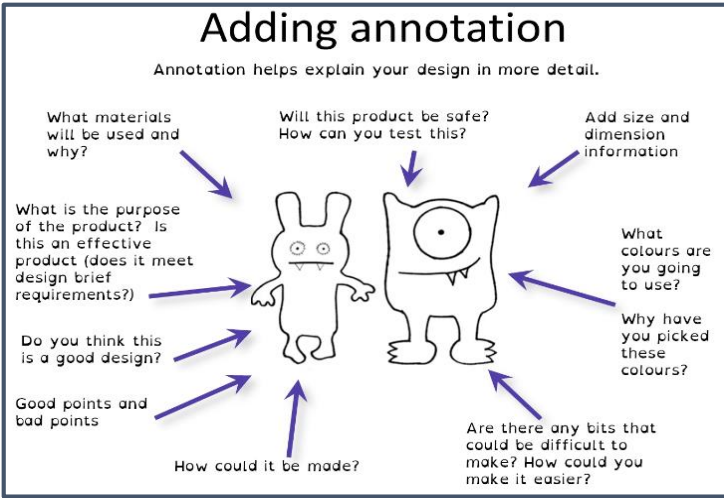 Adding annotation
Annotation helps explain your design in more detail.
What materials
will be used and
why?
Will this product be safe?
How can you test this?
Add size and
dimension
information
What is the purpose
of the product? Is
this an effective
product (does it meet
design brief
requirements?)
What
colours are
you going
to use?
Why have
you picked
these
colours?
Do you think this
is a good design?
Good points and
bad points
How could it be made?
Are there any bits that
could be difficult to
make? How could you
make it easier?